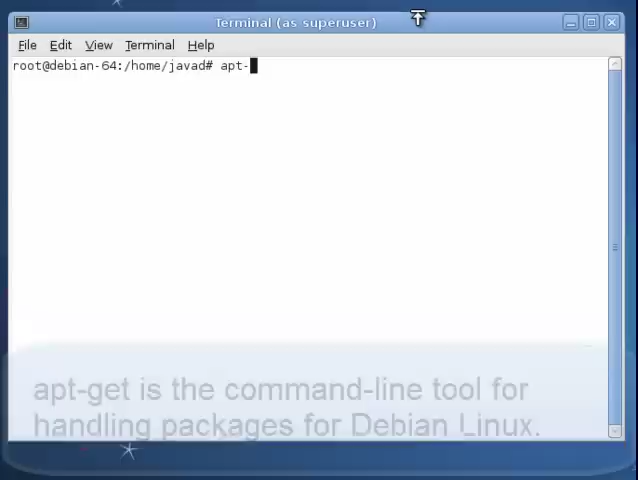 Terminal (as superuser)
File Edit View Terminal Help
root@debian-64:/home/javad# apt-
apt-get is the command-line tool for
handling packages for Debian Linux.